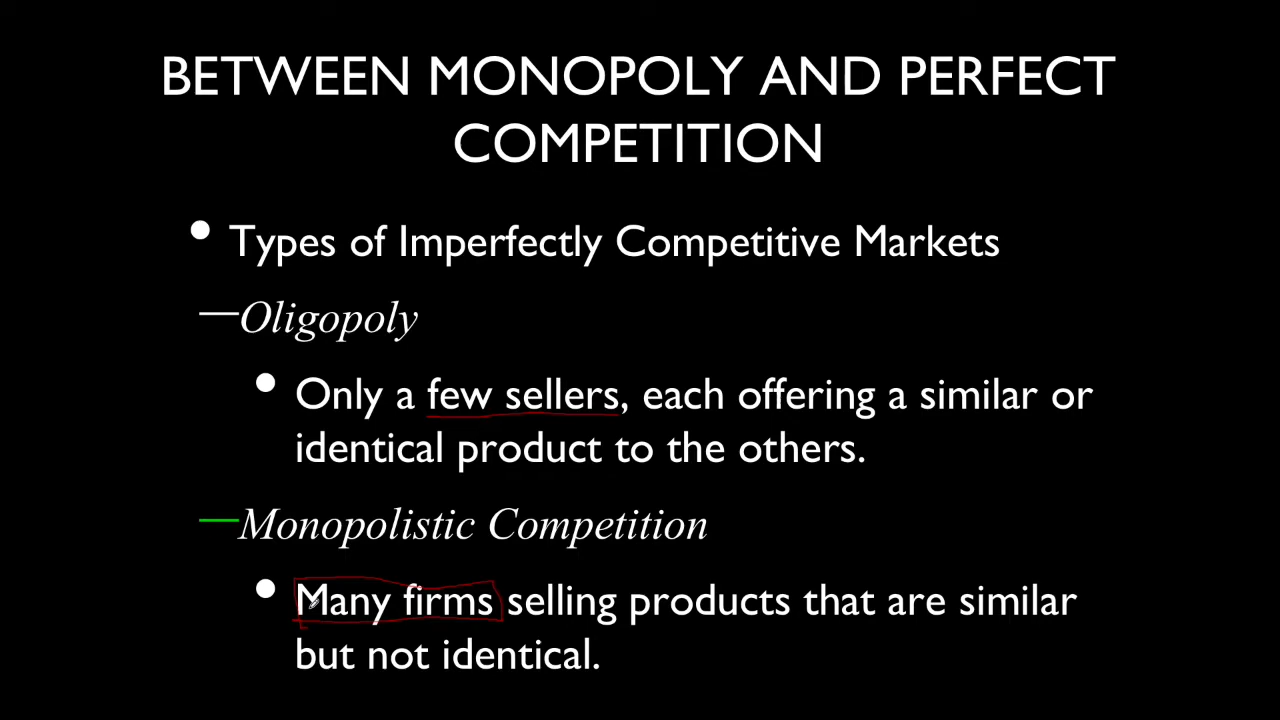 BETWEEN MONOPOLY AND PERFECT
COMPETITION
• Types of Imperfectly Competitive Markets
—Oligopoly
• Only a few sellers, each offering a similar or
identical product to the others.
—Monopolistic Competition
• Many firms selling products that are similar
but not identical.